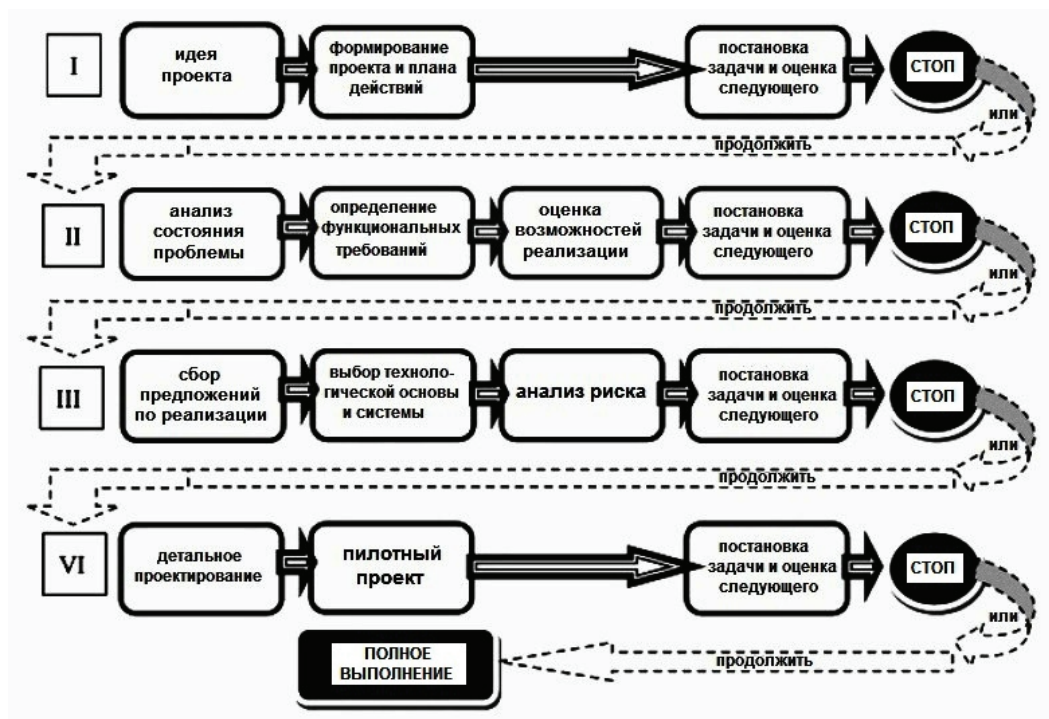 I
идея
проекта
формирование
проекта и плана
действий
постановка
задачи и оценка
следующего
СТОП
или
продолжить
II
анализ
состояния
проблемы
определение
функциональных
требований
оценка
возможностей
реализации
постановка
задачи и оценка
следующего
СТОП
или
продолжить
III
сбор
предложений
по реализации
выбор техноло-
гической основы
и системы
анализ риска
постановка
задачи и оценка
следующего
СТОП
или
продолжить
VI
детальное
проектирование
пилотный
проект
постановка
задачи и оценка
следующего
СТОП
или
продолжить
ПОЛНОЕ
ВЫПОЛНЕНИЕ